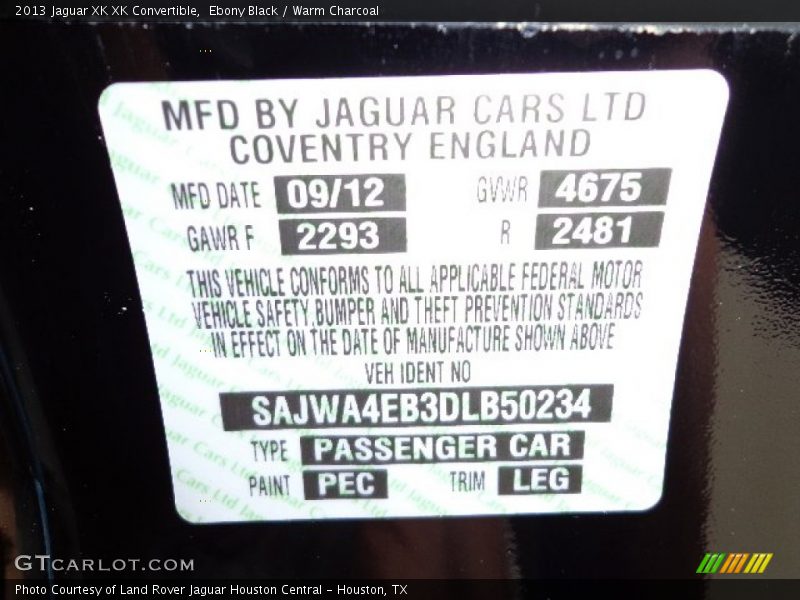 2013 Jaguar XK XK Convertible, Ebony Black / Warm Charcoal
MFD BY JAGUAR CARS LTD
COVENTRY ENGLAND
MFD DATE 09/12 GVWR 4675
GAWR F 2293 R 2481
THIS VEHICLE CONFORMS TO ALL APPLICABLE FEDERAL MOTOR
VEHICLE SAFETY, BUMPER AND THEFT PREVENTION STANDARDS
IN EFFECT ON THE DATE OF MANUFACTURE SHOWN ABOVE
VEH IDENT NO
SAJWA4EB3DLB50234
TYPE PASSENGER CAR
PAINT PEC TRIM LEG
GTCARLOT.COM
Photo Courtesy of Land Rover Jaguar Houston Central - Houston, TX